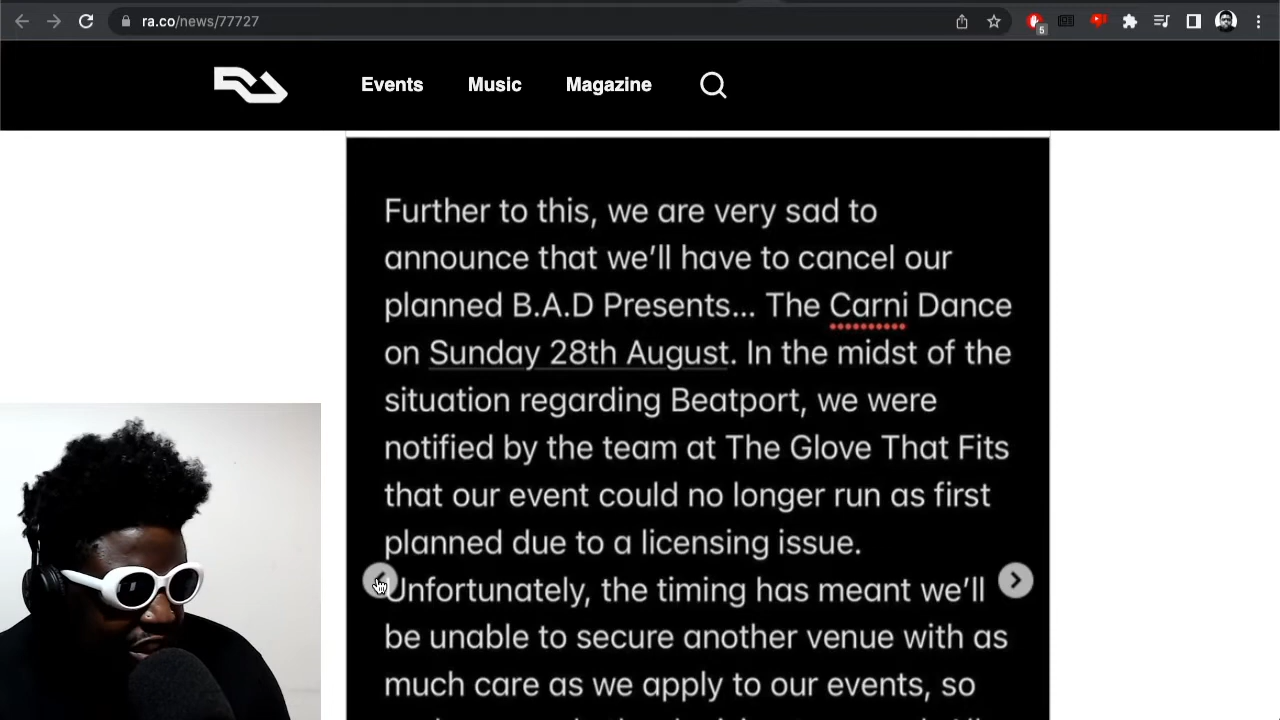 ra.co/news/77727
5
Events Music Magazine
Further to this, we are very sad to
announce that we'll have to cancel our
planned B.A.D Presents... The Carni Dance
on Sunday 28th August. In the midst of the
situation regarding Beatport, we were
notified by the team at The Glove That Fits
that our event could no longer run as first
planned due to a licensing issue.
Unfortunately, the timing has meant we'll
be unable to secure another venue with as
much care as we apply to our events, so